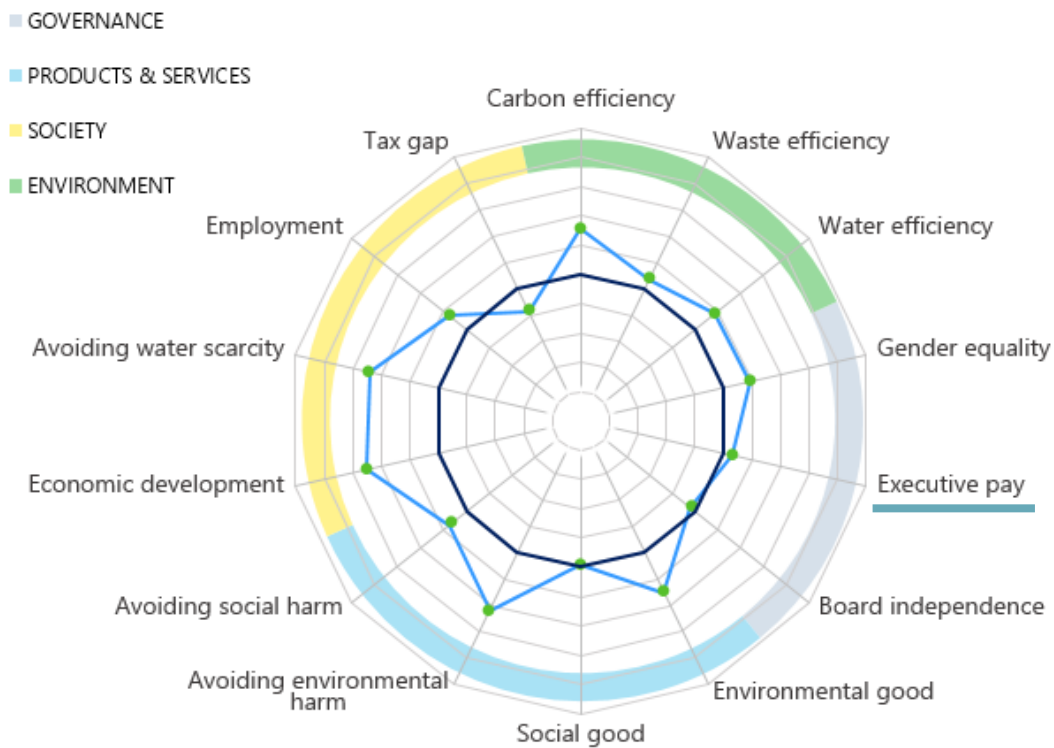 GOVERNANCE
PRODUCTS & SERVICES
SOCIETY
ENVIRONMENT
Carbon efficiency
Tax gap
Waste efficiency
Employment
Water efficiency
Avoiding water scarcity
Gender equality
Economic development
Executive pay
Avoiding social harm
Board independence
Avoiding environmental
harm
Environmental good
Social good